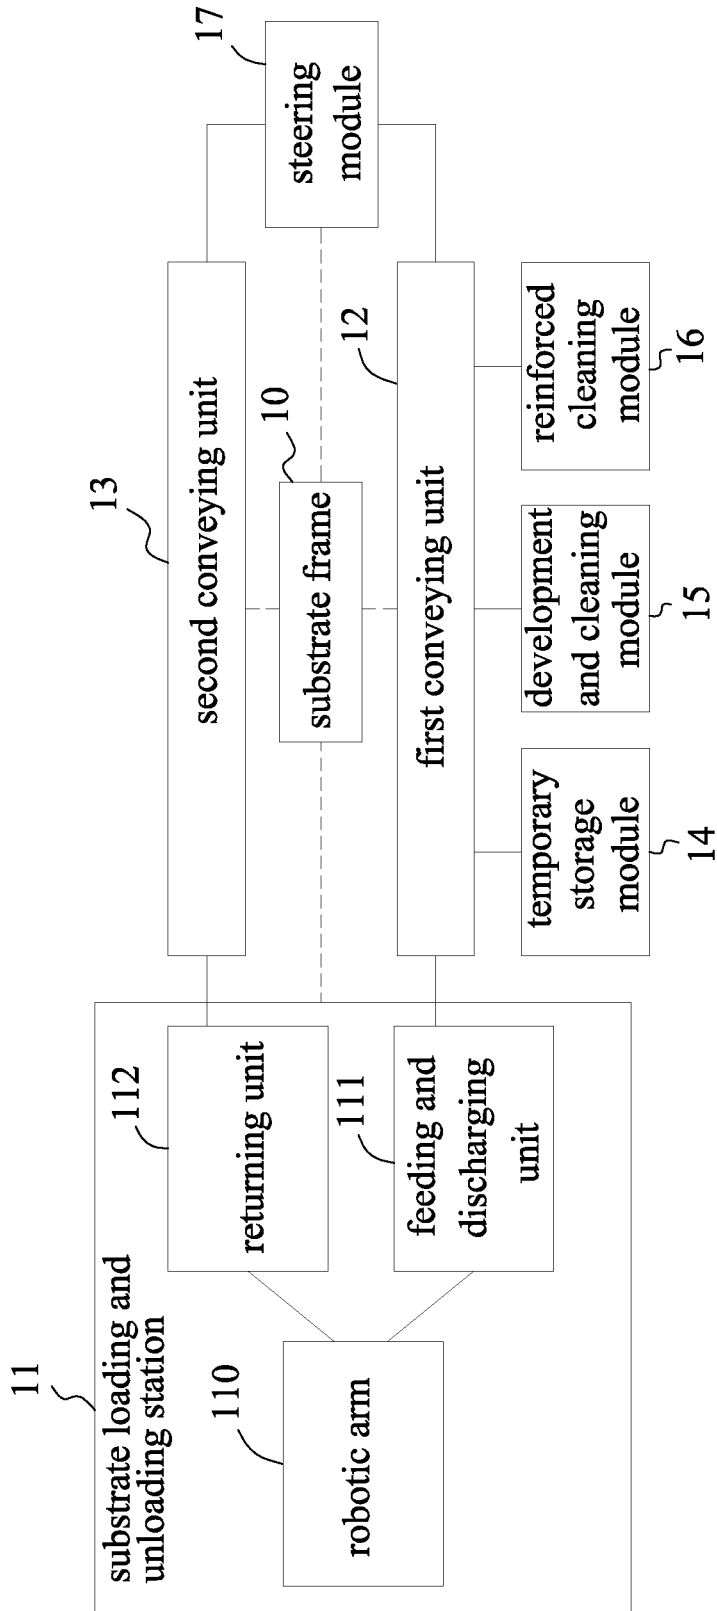 11
substrate loading and
unloading station
110
robotic arm
112
returning unit
111
feeding and
discharging
unit
13
second conveying unit
10
substrate frame
12
first conveying unit
17
steering
module
temporary
storage
module
14
development
and cleaning
module
15
reinforced
cleaning
module
16